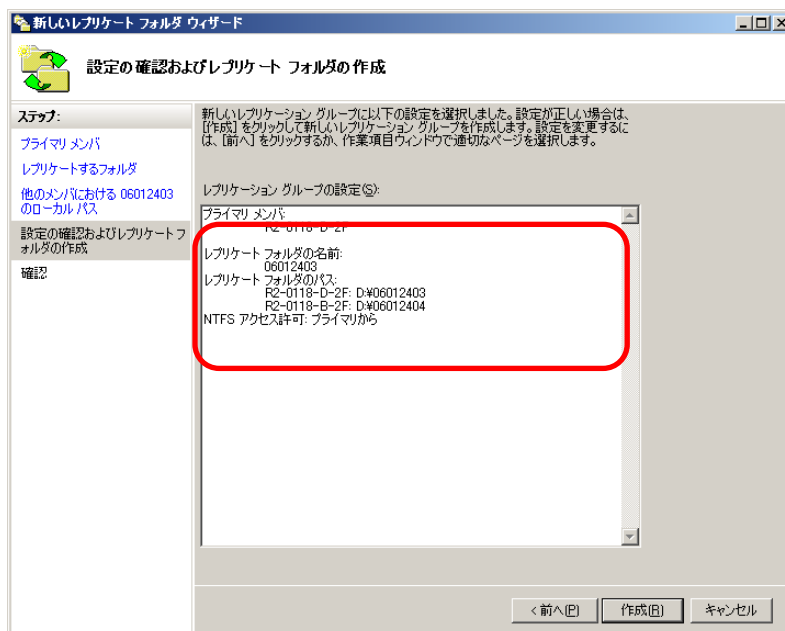 新しいレプリケート フォルダ ウィザード
設定の確認およびレプリケート フォルダの作成
ステップ:
プライマリ メンバ
レプリケートするフォルダ
他のメンバにおける 06012403
のローカル パス
設定の確認およびレプリケートフ
ォルダの作成
確認
新しいレプリケーション グループに以下の設定を選択しました。設定が正しい場合は、
[作成] をクリックして新しいレプリケーション グループを作成します。設定を変更するに
は、[前へ] をクリックするか、作業項目ウィンドウで適切なページを選択します。
レプリケーション グループの設定(S):
プライマリ メンバ:
R2-0118-D-2F
レプリケート フォルダの名前:
06012403
レプリケート フォルダのパス:
R2-0118-D-2F: D:¥06012403
R2-0118-B-2F: D:¥06012404
NTFS アクセス許可: プライマリから
< 前へ(P)
作成(R)
キャンセル